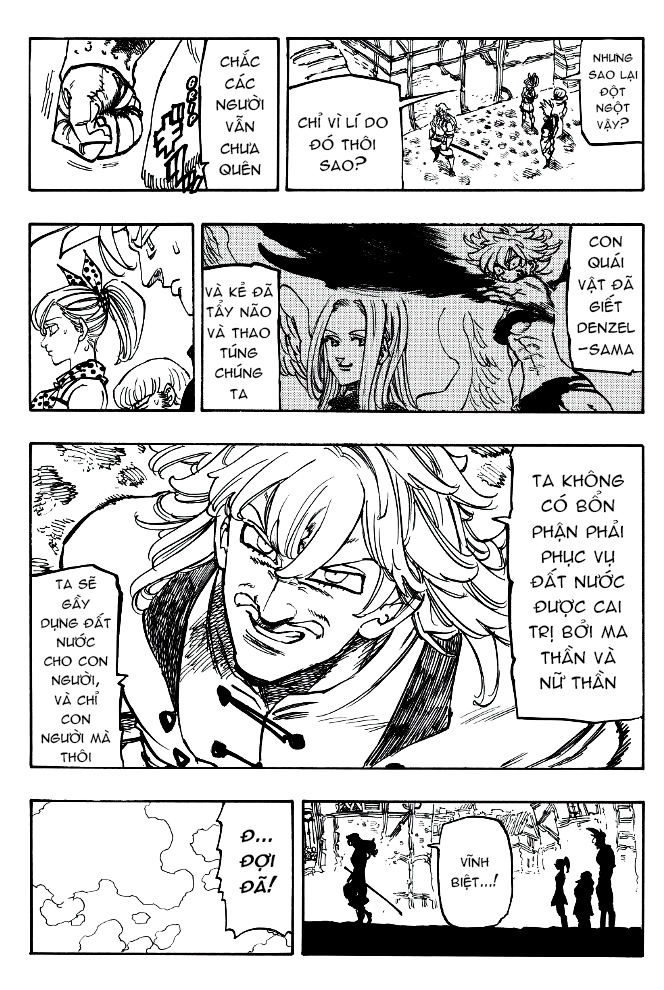 NHƯNG
SAO LẠI
ĐỘT
NGỘT
VẬY?
CHỈ VÌ LÍ DO
ĐÓ THÔI
SAO?
CHẮC
CÁC
NGƯỜI
VẪN
CHƯA
QUÊN
CON
QUÁI
VẬT ĐÃ
GIẾT
DENZEL
-SAMA
VÀ KẺ ĐÃ
TẨY NÃO
VÀ THAO
TÚNG
CHÚNG
TA
TA KHÔNG
CÓ BỔN
PHẬN PHẢI
PHỤC VỤ
ĐẤT NƯỚC
ĐƯỢC CAI
TRỊ BỞI MA
THẦN VÀ
NỮ THẦN
TA SẼ
GẦY
DỰNG ĐẤT
NƯỚC
CHO CON
NGƯỜI,
VÀ CHỈ
CON
NGƯỜI MÀ
THÔI
VĨNH
BIỆT...!
Đ...
ĐỢI
ĐÃ!